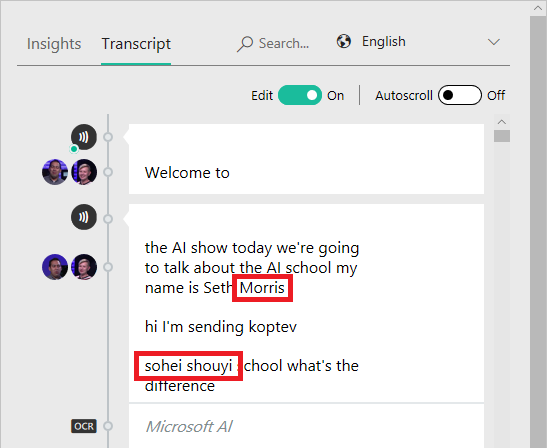 Insights Transcript Search... English
Edit On Autoscroll Off
Welcome to
the AI show today we're going
to talk about the AI school my
name is Seth Morris
hi I'm sending koptev
sohei shouyi school what's the
difference
OCR Microsoft AI